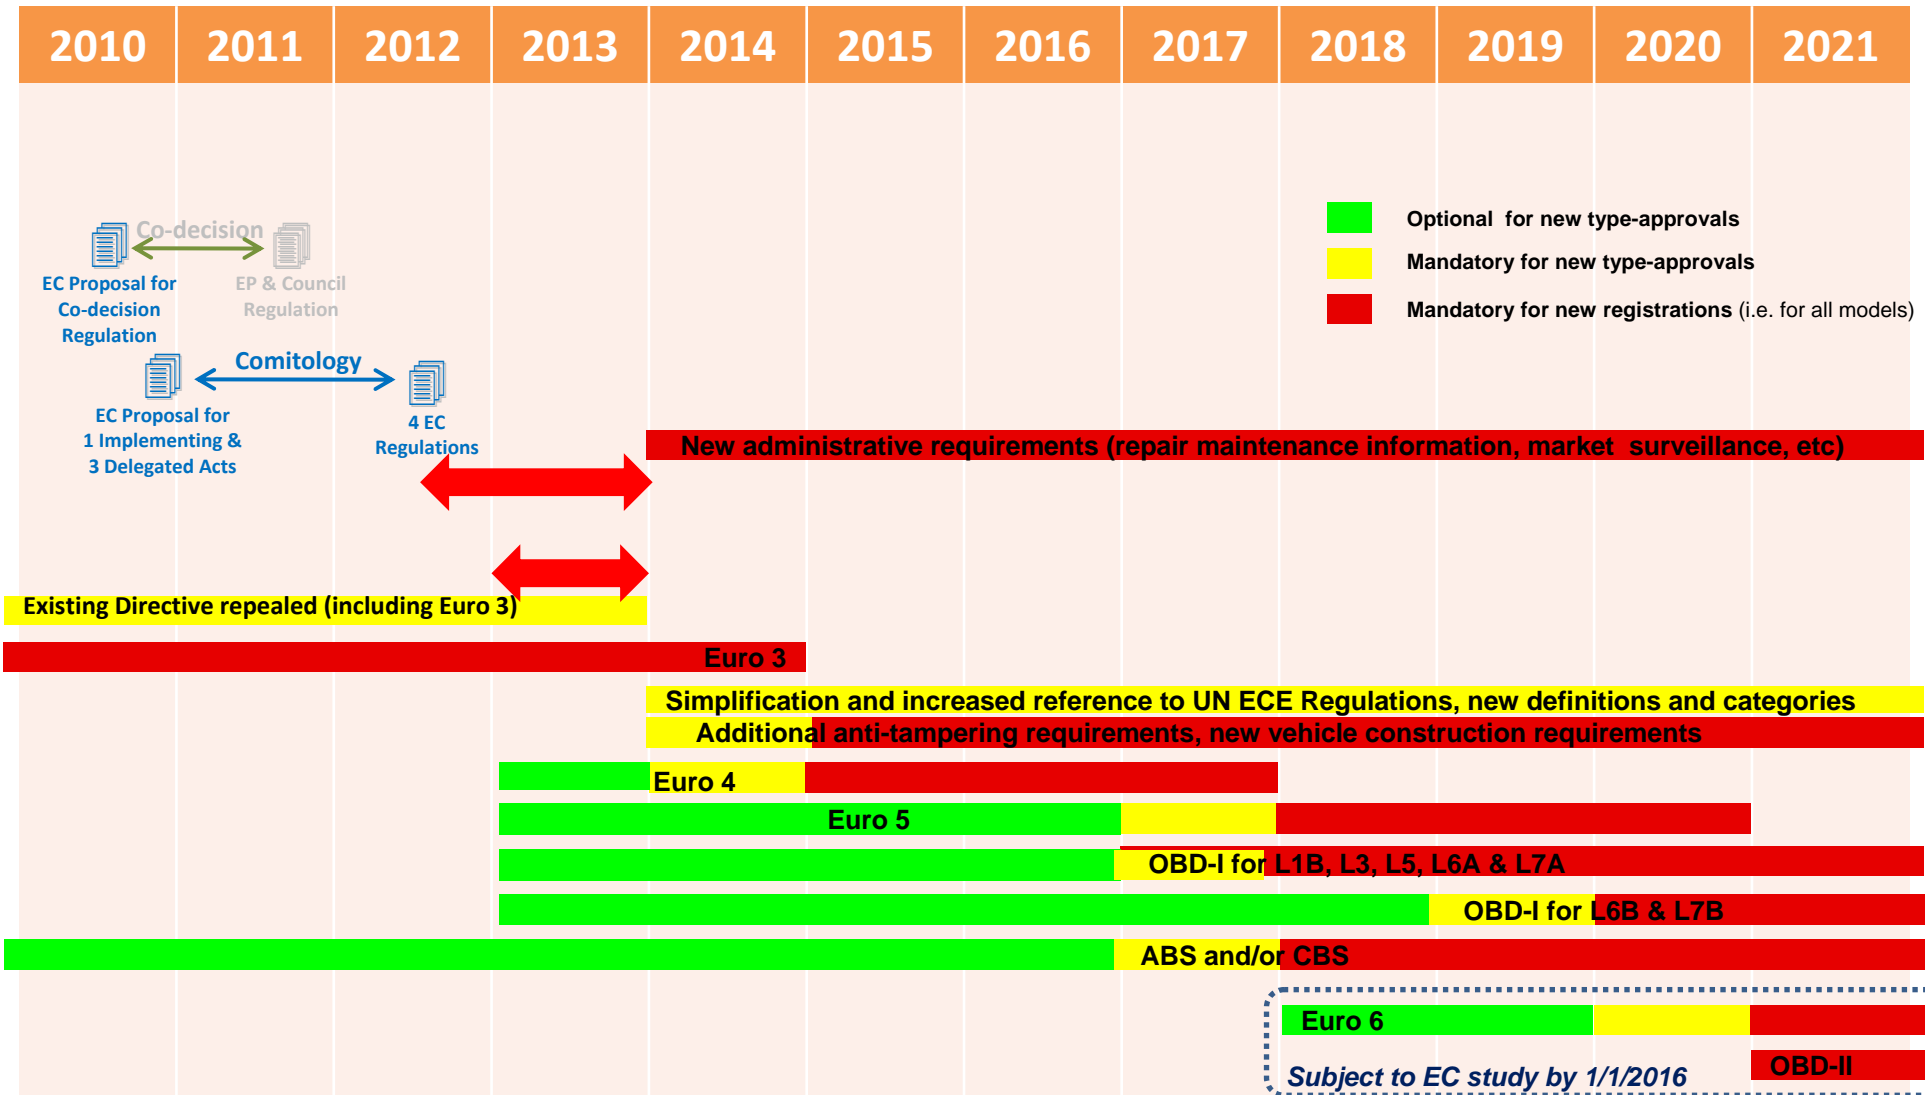 2010 2011 2012 2013 2014 2015 2016 2017 2018 2019 2020 2021
Optional for new type-approvals
Mandatory for new type-approvals
Mandatory for new registrations (i.e. for all models)
Co-decision
EC Proposal for
Co-decision
Regulation
EP & Council
Regulation
Comitology
EC Proposal for
1 Implementing &
3 Delegated Acts
4 EC
Regulations
New administrative requirements (repair maintenance information, market surveillance, etc)
Existing Directive repealed (including Euro 3)
Euro 3
Simplification and increased reference to UN ECE Regulations, new definitions and categories
Additional anti-tampering requirements, new vehicle construction requirements
Euro 4
Euro 5
OBD-I for L1B, L3, L5, L6A & L7A
OBD-I for L6B & L7B
ABS and/or CBS
Euro 6
OBD-II
Subject to EC study by 1/1/2016